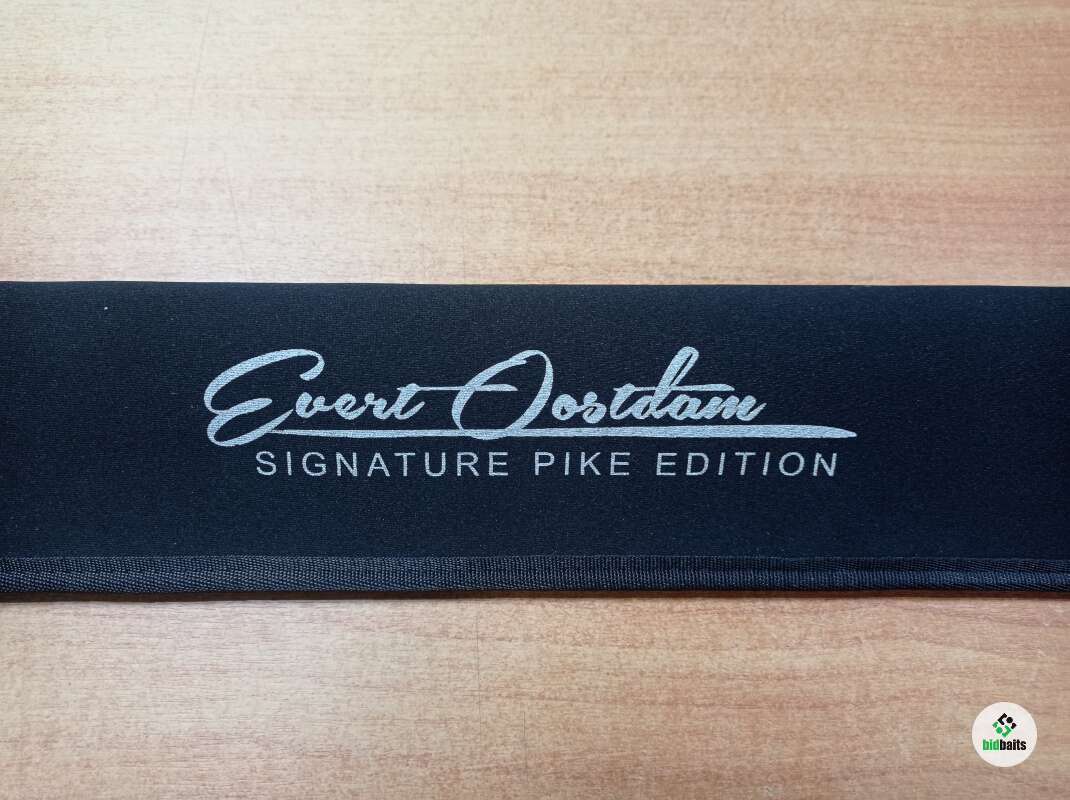 Evert Oostdam
SIGNATURE PIKE EDITION
bidbaits